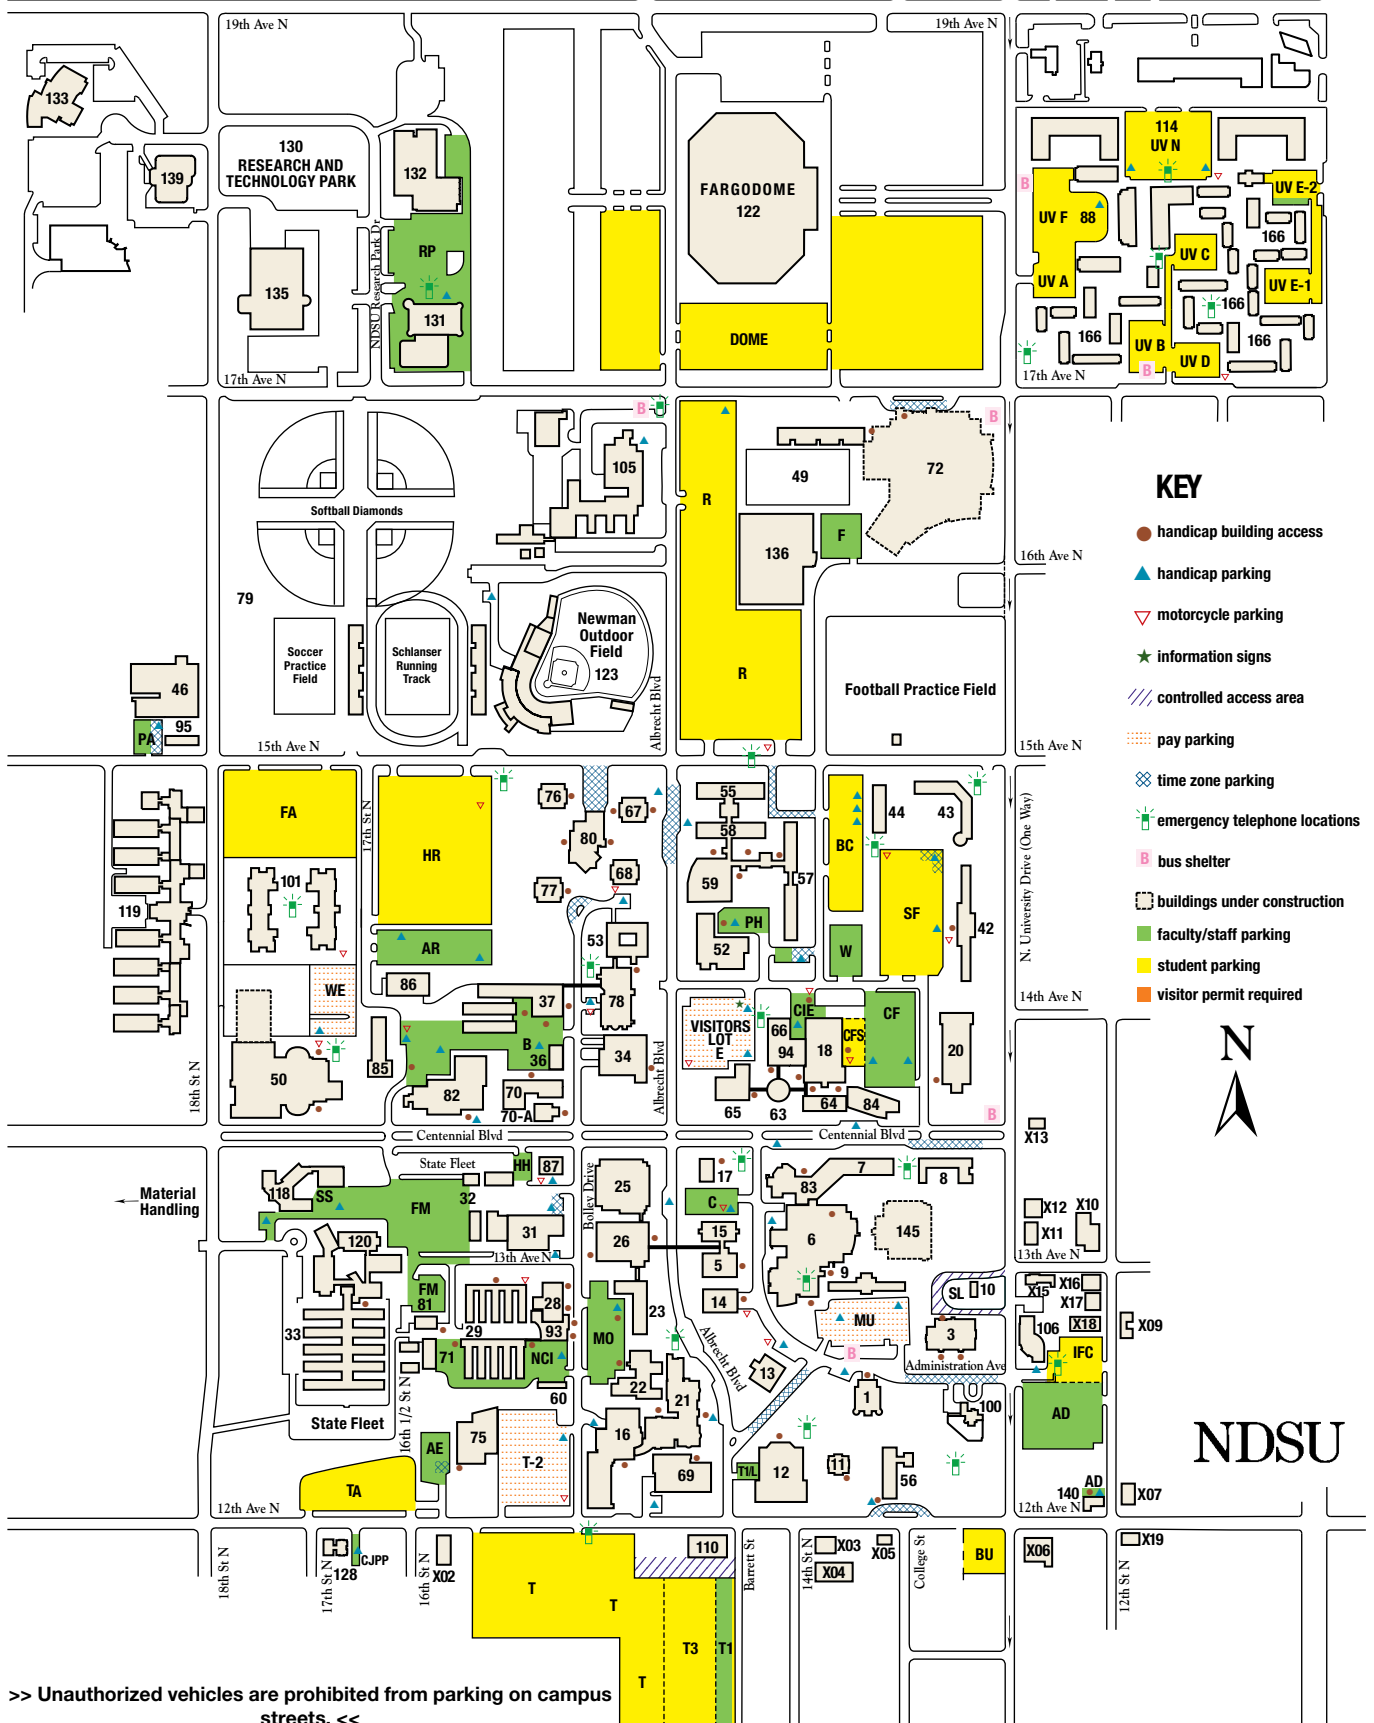 19th Ave N
19th Ave N
133
139
130
RESEARCH AND
TECHNOLOGY PARK
132
RP
NDSU Research Park Dr
135
131
17th Ave N
FARGODOME
122
DOME
114
UV N
B
UV F
88
UV E-2
166
UV C
UV A
UV E-1
166
166
166
UV B
UV D
B
17th Ave N
B
B
105
R
49
72
Softball Diamonds
F
136
16th Ave N
79
Newman
Outdoor
Field
123
Soccer
Practice
Field
Schlanser
Running
Track
Albrecht Blvd
R
Football Practice Field
46
95
PA
15th Ave N
15th Ave N
KEY
handicap building access
handicap parking
motorcycle parking
information signs
controlled access area
pay parking
time zone parking
emergency telephone locations
B
bus shelter
buildings under construction
faculty/staff parking
student parking
visitor permit required
N
FA
17th St N
HR
76
67
80
55
58
44
43
BC
N. University Drive (One Way)
101
68
77
59
57
119
SF
PH
42
AR
53
52
W
WE
86
37
78
14th Ave N
VISITORS
LOT
E
CIE
CF
66
CFS
94
18
20
B
36
34
50
85
82
70
70-A
Albrecht Blvd
18th St N
65
63
64
84
B
X13
Centennial Blvd
Centennial Blvd
State Fleet
HH
87
Bolley Drive
25
17
7
8
83
Material
Handling
118
SS
FM
32
C
X12
X10
X11
31
26
15
6
145
120
13th Ave N
13th Ave N
5
9
FM
81
SL
10
X16
X15
X17
28
14
23
MU
3
106
X18
X09
33
29
93
MO
IFC
71
NCI
B
Administration Ave
13
Albrecht Blvd
22
60
21
1
100
AD
State Fleet
16 1/2 St N
AE
75
T-2
16
69
T1/L
12
11
56
NDSU
TA
AD
140
X07
12th Ave N
12th Ave N
18th St N
17th St N
128
CJPP
16th St N
X02
T
T
110
Barrett St
14th St N
X03
X04
X05
College St
BU
X06
12th St N
X19
T3
T1
T
>> Unauthorized vehicles are prohibited from parking on campus
streets. <<